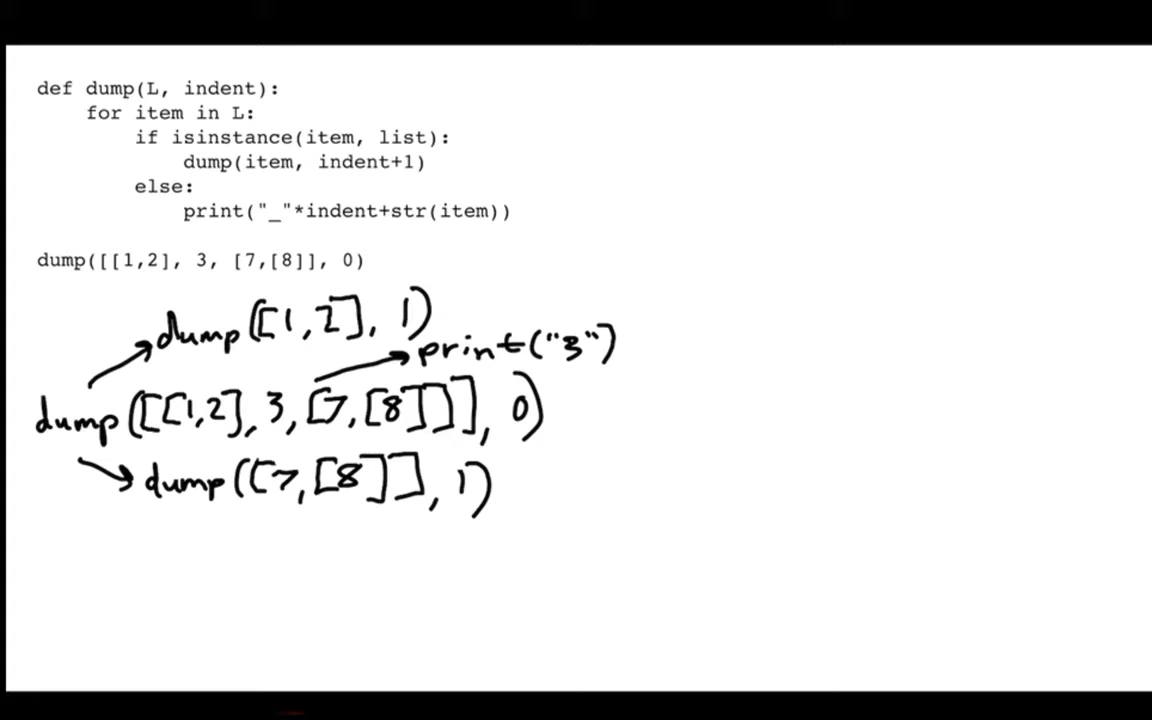 def dump(L, indent):
    for item in L:
        if isinstance(item, list):
            dump(item, indent+1)
        else:
            print("_"*indent+str(item))
dump([[1,2], 3, [7,[8]], 0)
dump([1,2], 1)
print("3")
dump([[1,2],3,[7,[8]]], 0)
dump([7,[8]], 1)